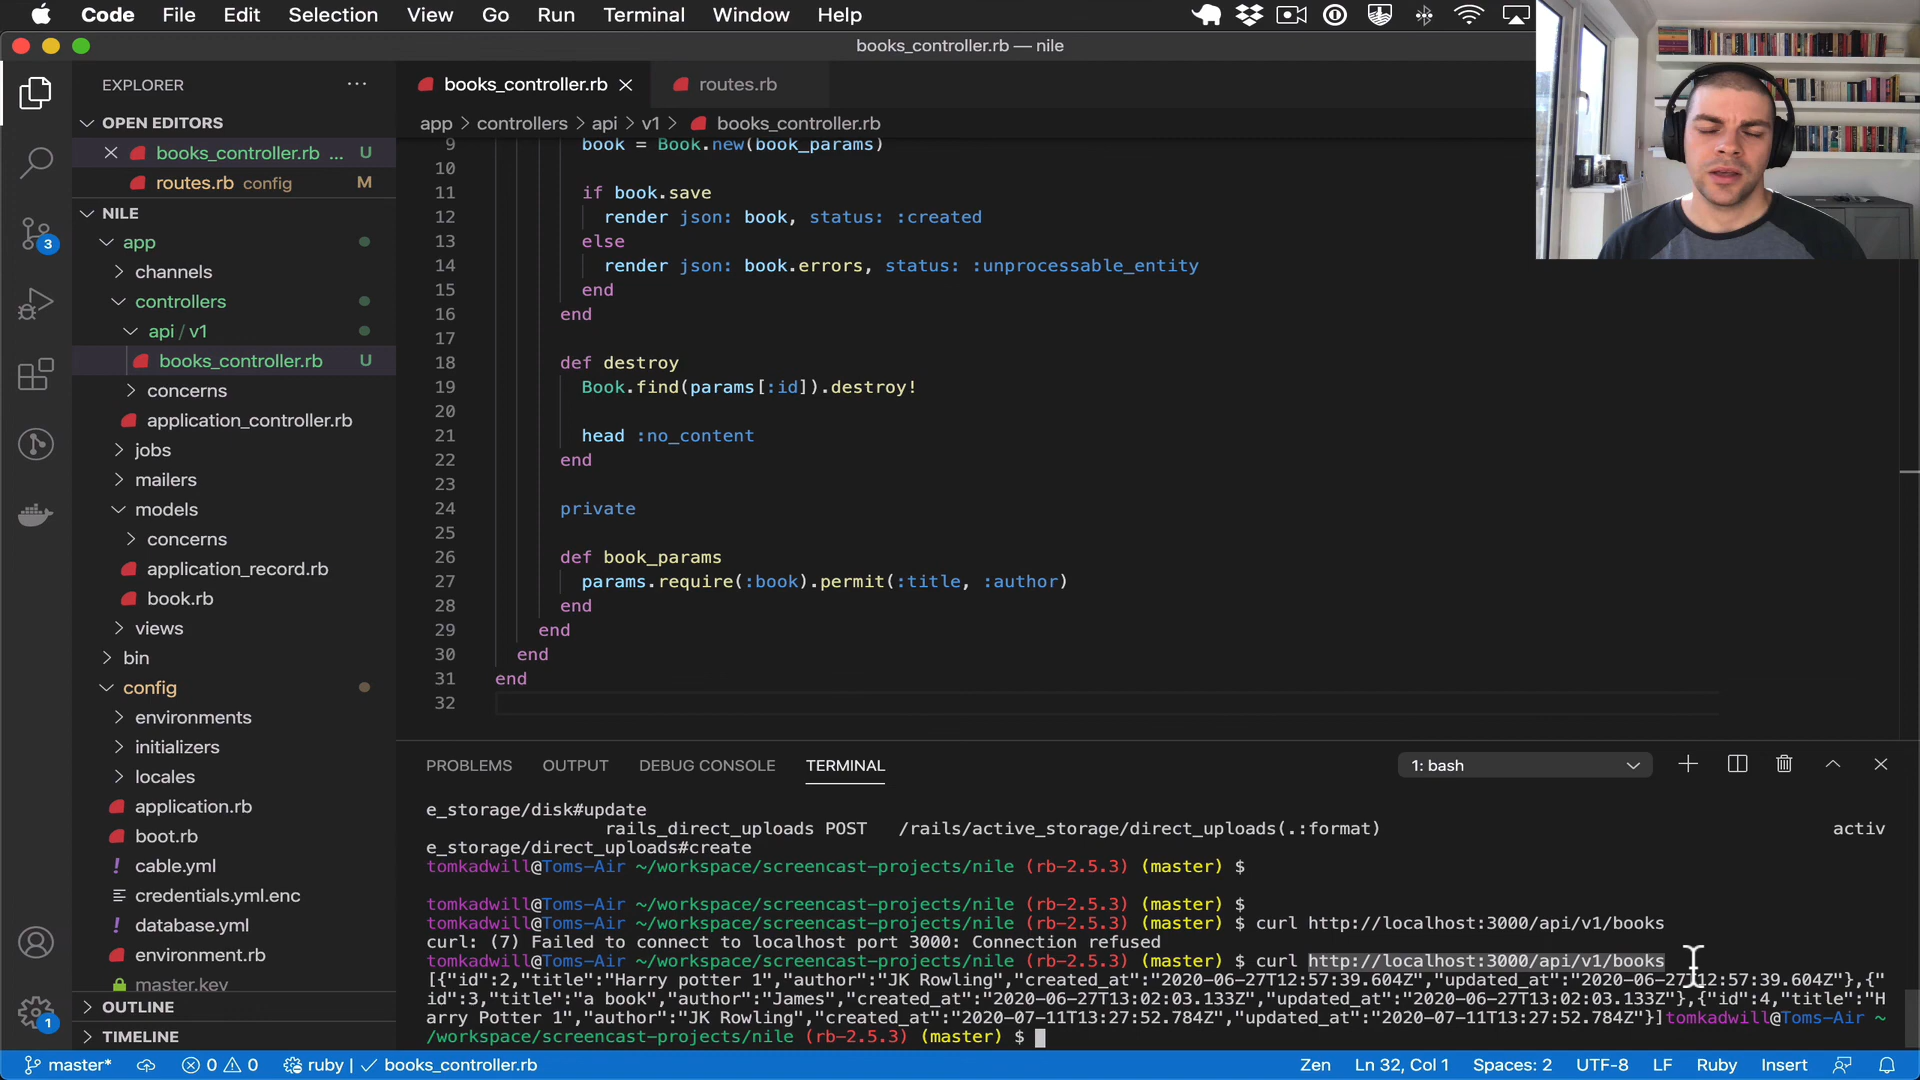 Code File Edit Selection View Go Run Terminal Window Help
books_controller.rb — nile
EXPLORER
books_controller.rb
routes.rb
OPEN EDITORS
app > controllers > api > v1 > books_controller.rb
books_controller.rb ... U
routes.rb config M
NILE
app
channels
controllers
api / v1
books_controller.rb U
concerns
application_controller.rb
jobs
mailers
models
concerns
application_record.rb
book.rb
views
bin
config
environments
initializers
locales
application.rb
boot.rb
! cable.yml
credentials.yml.enc
! database.yml
environment.rb
master.key
OUTLINE
TIMELINE
3
1
9 book = Book.new(book_params)
10
11 if book.save
12 render json: book, status: :created
13 else
14 render json: book.errors, status: :unprocessable_entity
15 end
16 end
17
18 def destroy
19 Book.find(params[:id]).destroy!
20
21 head :no_content
22 end
23
24 private
25
26 def book_params
27 params.require(:book).permit(:title, :author)
28 end
29 end
30 end
31 end
32
PROBLEMS OUTPUT DEBUG CONSOLE TERMINAL 1: bash
e_storage/disk#update
rails_direct_uploads POST /rails/active_storage/direct_uploads(.:format) activ
e_storage/direct_uploads#create
tomkadwill@Toms-Air ~/workspace/screencast-projects/nile (rb-2.5.3) (master) $
tomkadwill@Toms-Air ~/workspace/screencast-projects/nile (rb-2.5.3) (master) $
tomkadwill@Toms-Air ~/workspace/screencast-projects/nile (rb-2.5.3) (master) $ curl http://localhost:3000/api/v1/books
curl: (7) Failed to connect to localhost port 3000: Connection refused
tomkadwill@Toms-Air ~/workspace/screencast-projects/nile (rb-2.5.3) (master) $ curl http://localhost:3000/api/v1/books
[{"id":2,"title":"Harry potter 1","author":"JK Rowling","created_at":"2020-06-27T12:57:39.604Z","updated_at":"2020-06-27T12:57:39.604Z"},{"
id":3,"title":"a book","author":"James","created_at":"2020-06-27T13:02:03.133Z","updated_at":"2020-06-27T13:02:03.133Z"},{"id":4,"title":"H
arry Potter 1","author":"JK Rowling","created_at":"2020-07-11T13:27:52.784Z","updated_at":"2020-07-11T13:27:52.784Z"}]tomkadwill@Toms-Air ~
/workspace/screencast-projects/nile (rb-2.5.3) (master) $
master* 0 0 ruby | ✓ books_controller.rb Zen Ln 32, Col 1 Spaces: 2 UTF-8 LF Ruby Insert